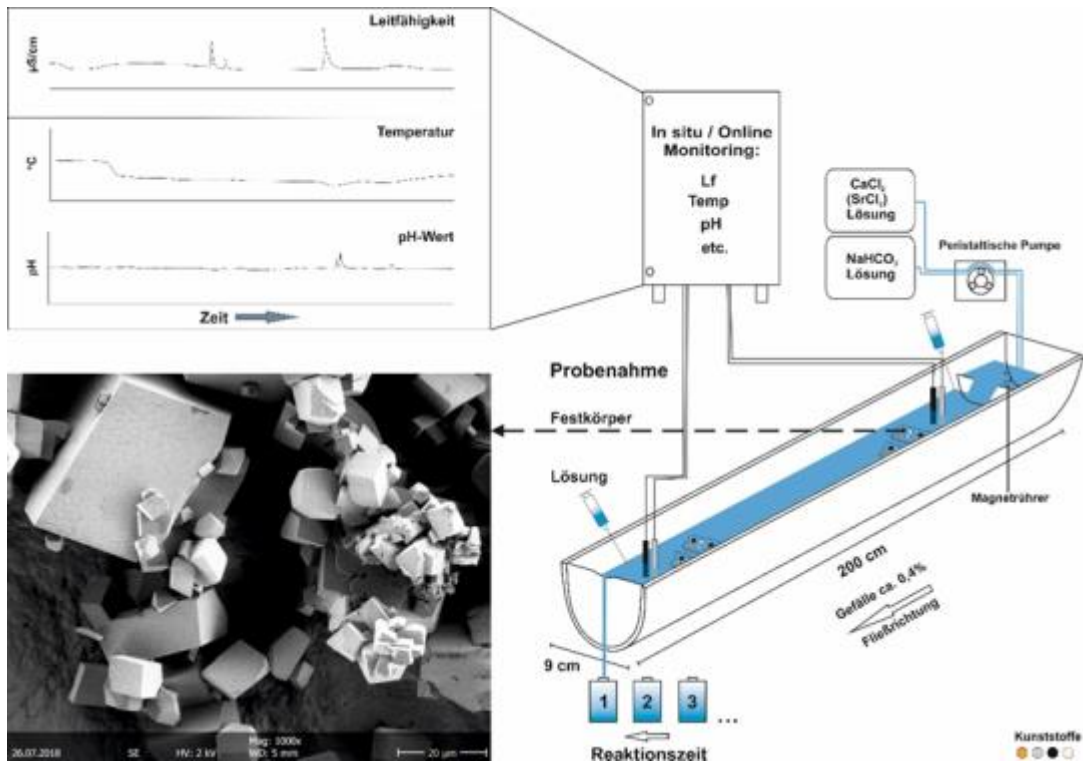 Leitfähigkeit
µS/cm
Temperatur
°C
pH-Wert
pH
Zeit
In situ / Online
Monitoring:
Lf
Temp
pH
etc.
CaCl₂
(SrCl₂)
Lösung
NaHCO₃
Lösung
Peristaltische Pumpe
Probenahme
Festkörper
Lösung
Magnetrührer
200 cm
Gefälle ca. 0,4%
Fließrichtung
9 cm
1 2 3 ...
Reaktionszeit
Kunststoffe
26.07.2018 SE HV: 2 kV Mag: 1000x WD: 5 mm 20 µm